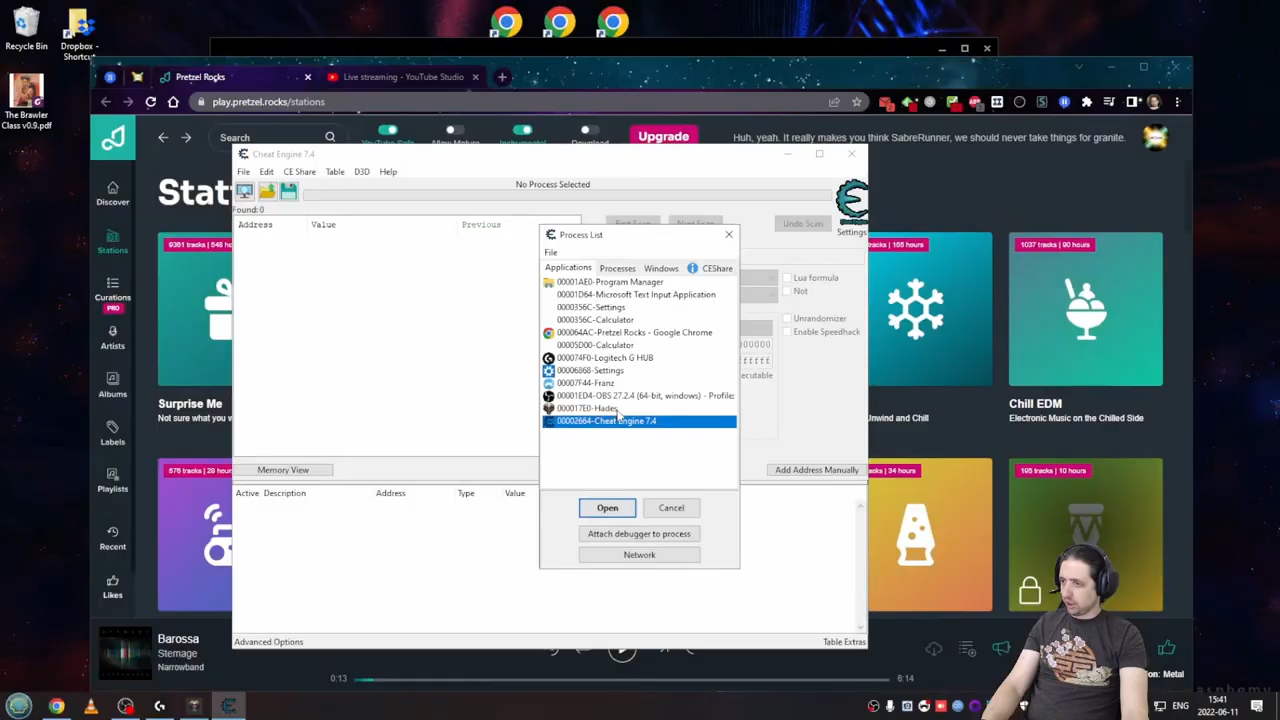 Recycle Bin
Dropbox - Shortcut
The Brawler Class v0.9.pdf
Pretzel Rocks
Live streaming - YouTube Studio
play.pretzel.rocks/stations
Search
Upgrade
Huh, yeah. It really makes you think SabreRunner, we should never take things for granite.
Discover
Stations
Curations
PRO
Artists
Albums
Labels
Playlists
Recent
Likes
Stat
9361 tracks | 548 h
1037 tracks | 90 hours
Surprise Me
Not sure what you
Unwind and Chill
Chill EDM
Electronic Music on the Chilled Side
195 tracks | 10 hours
Cheat Engine 7.4
File
Edit
CE Share
Table
D3D
Help
No Process Selected
Found: 0
Address
Value
Previous
First Scan
Next Scan
Undo Scan
Settings
Lua formula
Not
Unrandomizer
Enable Speedhack
Memory View
Add Address Manually
Active
Description
Address
Type
Value
Advanced Options
Table Extras
Process List
File
Applications
Processes
Windows
CEShare
00001AE0-Program Manager
00001D64-Microsoft Text Input Application
0000356C-Settings
0000356C-Calculator
000064AC-Pretzel Rocks - Google Chrome
00005D00-Calculator
000074F0-Logitech G HUB
00006868-Settings
00007F44-Franz
00001ED4-OBS 27.2.4 (64-bit, windows) - Profile:
000017E0-Hades
00002664-Cheat Engine 7.4
Open
Cancel
Attach debugger to process
Network
Barossa
Stemage
Narrowband
0:13
6:14
ion: Metal
ENG
15:41
2022-06-11